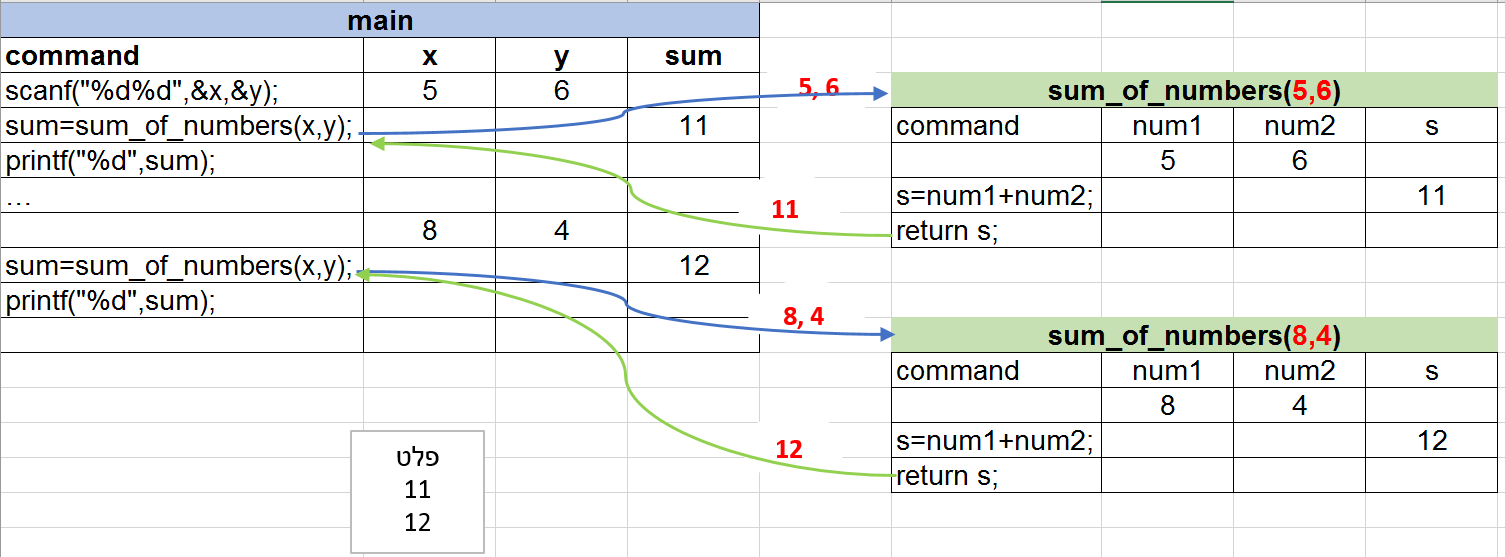 main
command x y sum
scanf("%d%d",&x,&y); 5 6
sum=sum_of_numbers(x,y); 11
printf("%d",sum);
...
8 4
sum=sum_of_numbers(x,y); 12
printf("%d",sum);
5, 6
11
8, 4
12
sum_of_numbers(5,6)
command num1 num2 s
5 6
s=num1+num2; 11
return s;
sum_of_numbers(8,4)
command num1 num2 s
8 4
s=num1+num2; 12
return s;
פלט
11
12